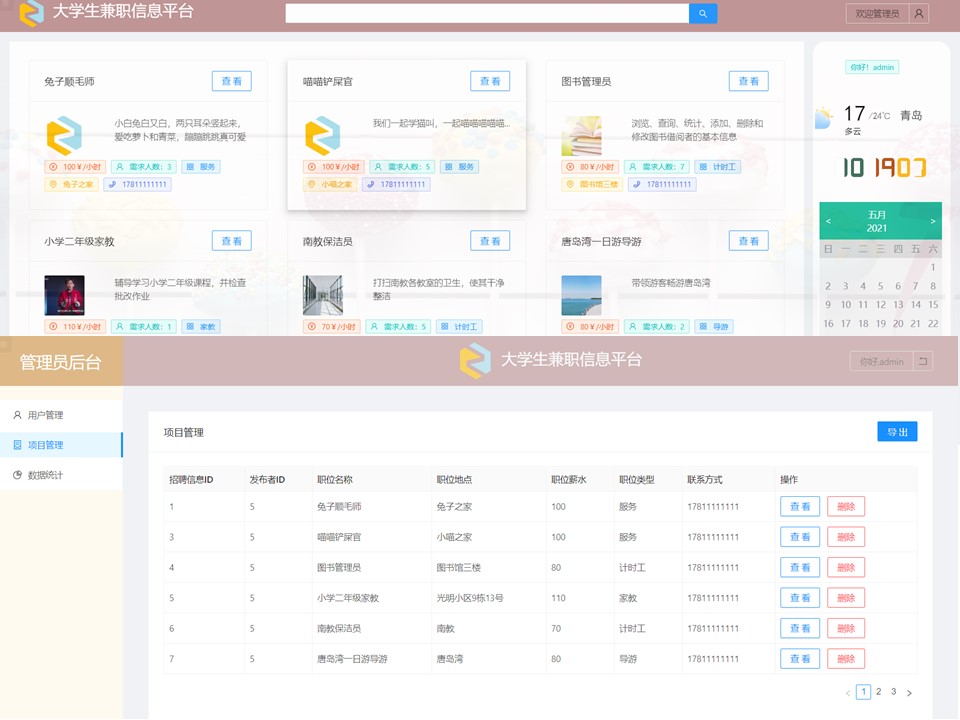 大学生兼职信息平台
欢迎管理员
兔子顺毛师
查 看
喵喵铲屎官
查 看
图书管理员
查 看
小白兔白又白，两只耳朵竖起来，
爱吃萝卜和青菜，蹦蹦跳跳真可爱
我们一起学猫叫，一起喵喵喵喵喵...
浏览、查询、统计、添加、删除和
修改图书借阅者的基本信息
100￥/小时
需求人数：3
服务
100￥/小时
需求人数：5
服务
80￥/小时
需求人数：7
计时工
兔子之家
17811111111
小喵之家
17811111111
图书馆三楼
17811111111
小学二年级家教
查 看
南教保洁员
查 看
唐岛湾一日游导游
查 看
辅导学习小学二年级课程，并检查
批改作业
打扫南教各教室的卫生，使其干净
整洁
带领游客畅游唐岛湾
110￥/小时
需求人数：1
家教
70￥/小时
需求人数：5
计时工
80￥/小时
需求人数：2
导游
你好！admin
17 /24℃ 青岛
多云
10 19 07
< 五月 >
2021
日 一 二 三 四 五 六
1
2 3 4 5 6 7 8
9 10 11 12 13 14 15
16 17 18 19 20 21 22
管理员后台
大学生兼职信息平台
你好,admin
用户管理
项目管理
数据统计
项目管理
导 出
招聘信息ID 发布者ID 职位名称 职位地点 职位薪水 职位类型 联系方式 操作
1 5 兔子顺毛师 兔子之家 100 服务 17811111111 查 看 删除
3 5 喵喵铲屎官 小喵之家 100 服务 17811111111 查 看 删除
4 5 图书管理员 图书馆三楼 80 计时工 17811111111 查 看 删除
5 5 小学二年级家教 光明小区9栋13号 110 家教 17811111111 查 看 删除
6 5 南教保洁员 南教 70 计时工 17811111111 查 看 删除
7 5 唐岛湾一日游导游 唐岛湾 80 导游 17811111111 查 看 删除
< 1 2 3 >